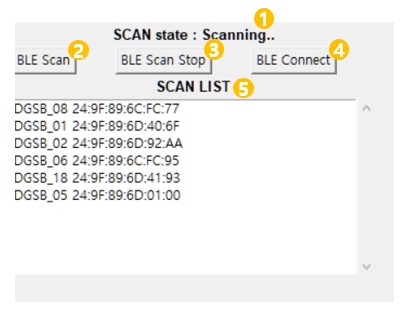 1
SCAN state : Scanning..
BLE Scan 2 BLE Scan Stop 3 BLE Connect 4
SCAN LIST 5
DGSB_08 24:9F:89:6C:FC:77
DGSB_01 24:9F:89:6D:40:6F
DGSB_02 24:9F:89:6D:92:AA
DGSB_06 24:9F:89:6C:FC:95
DGSB_18 24:9F:89:6D:41:93
DGSB_05 24:9F:89:6D:01:00